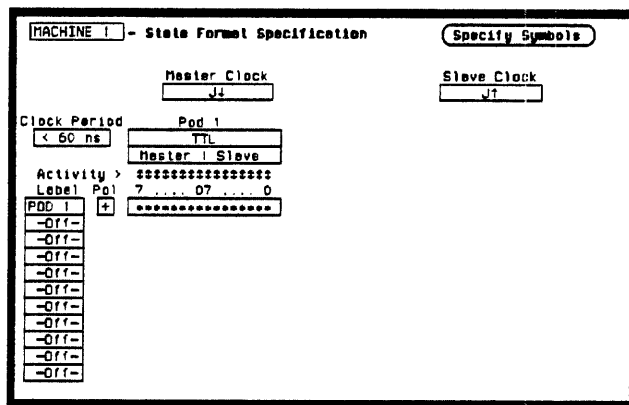 MACHINE 1 - State Format Specification Specify Symbols
Master Clock Slave Clock
J↓ J↑
Clock Period Pod 1
< 60 ns TTL
Master | Slave
Activity > ↕↕↕↕↕↕↕↕↕↕↕↕↕↕↕↕
Label Pol 7 .... 07 .... 0
POD 1 + ****************
-Off-
-Off-
-Off-
-Off-
-Off-
-Off-
-Off-
-Off-
-Off-
-Off-